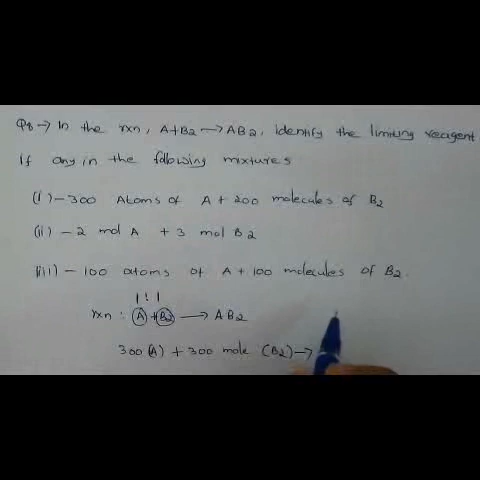 Q8 → In the rxn, A+B2 → AB2, identify the limiting reagent
If any in the following mixtures
(i) - 300 Atoms of A + 200 molecules of B2
(ii) - 2 mol A + 3 mol B2
(iii) - 100 atoms of A + 100 molecules of B2.
1 : 1
rxn : A + B2 → AB2
300 (A) + 300 mole (B2) →